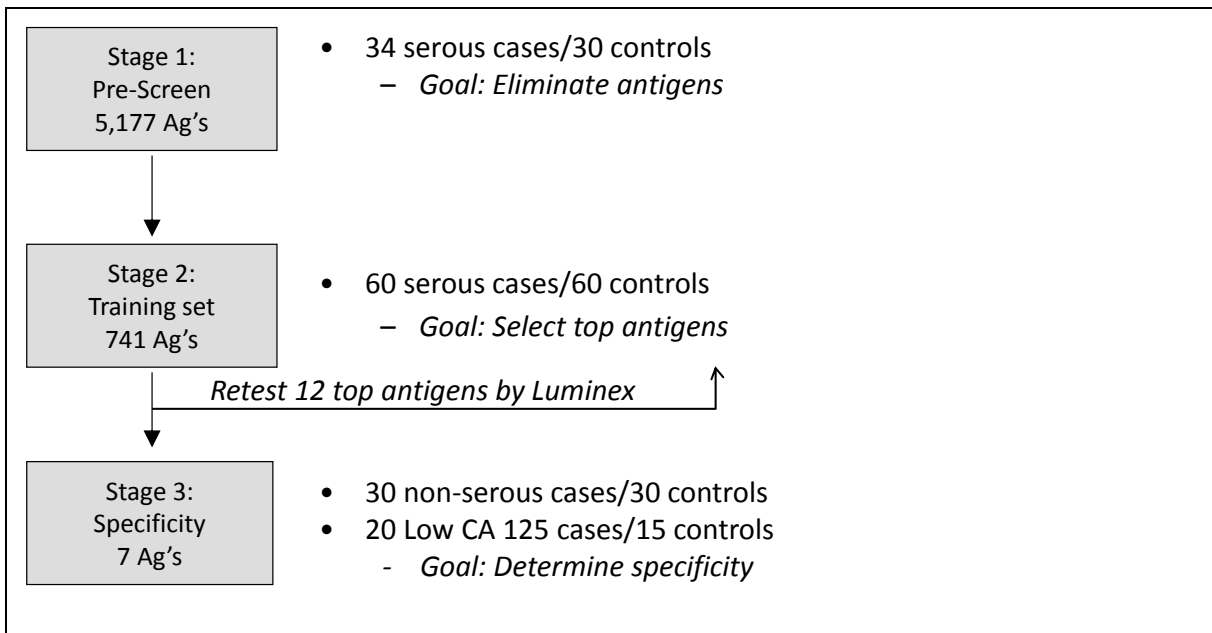 Stage 1:
Pre-Screen
5,177 Ag’s
• 34 serous cases/30 controls
– Goal: Eliminate antigens
Stage 2:
Training set
741 Ag’s
• 60 serous cases/60 controls
– Goal: Select top antigens
Retest 12 top antigens by Luminex
Stage 3:
Specificity
7 Ag’s
• 30 non-serous cases/30 controls
• 20 Low CA 125 cases/15 controls
- Goal: Determine specificity